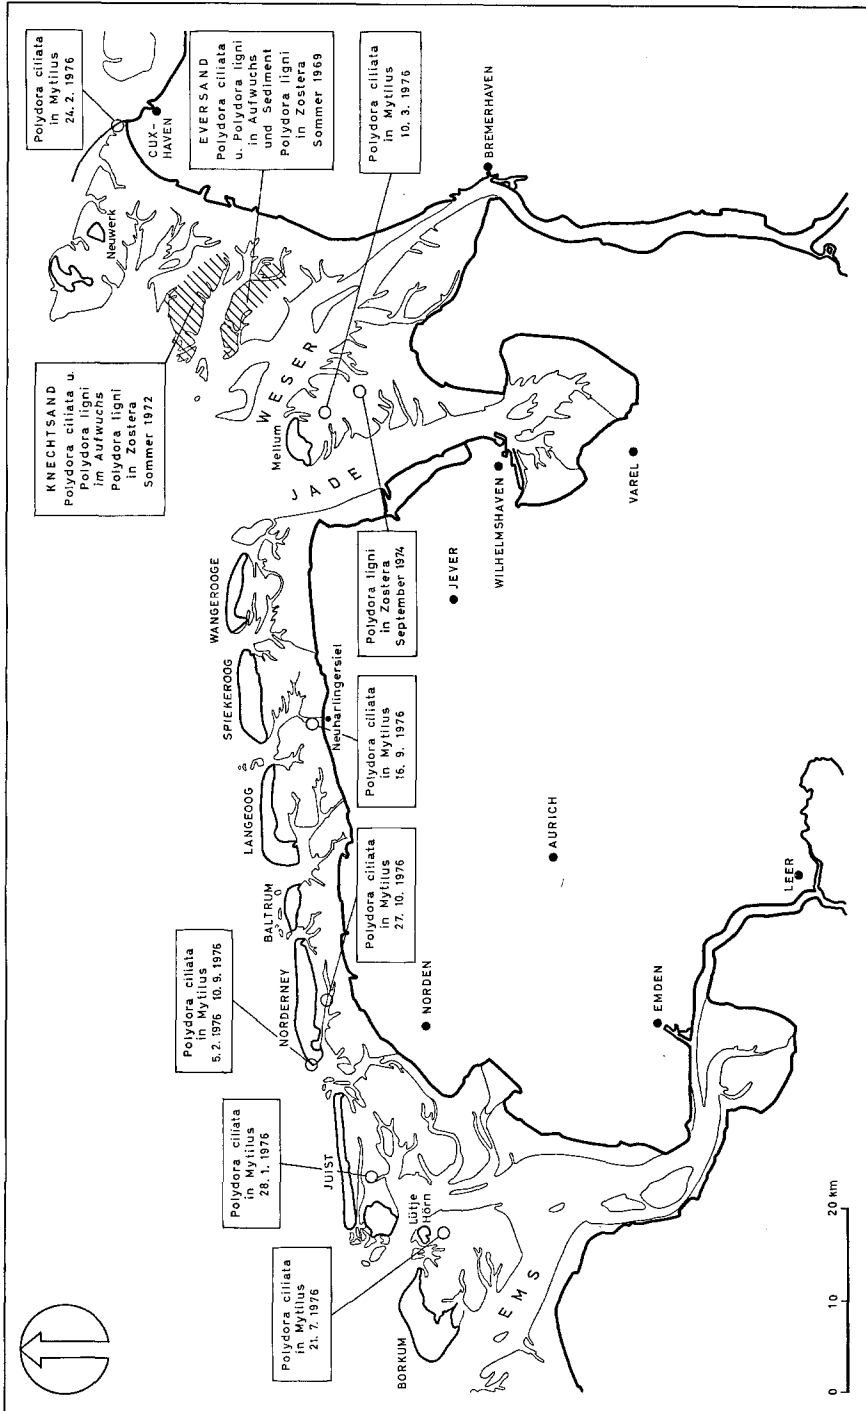 Polydora ciliata
in Mytilus
21. 7. 1976
Polydora ciliata
in Mytilus
28. 1. 1976
Polydora ciliata
in Mytilus
5. 2. 1976 10. 9. 1976
Polydora ciliata
in Mytilus
27. 10. 1976
Polydora ciliata
in Mytilus
16. 9. 1976
Polydora ligni
in Zostera
September 1974
KNECHTSAND
Polydora ciliata u.
Polydora ligni
im Aufwuchs
Polydora ligni
in Zostera
Sommer 1972
Polydora ciliata
in Mytilus
24. 2. 1976
EVERSAND
Polydora ciliata
u. Polydora ligni
in Aufwuchs
und Sediment
Polydora ligni
in Zostera
Sommer 1969
Polydora ciliata
in Mytilus
10. 3. 1976
BORKUM
Lütje
Hörn
JUIST
NORDERNEY
BALTRUM
LANGEOOG
SPIEKEROOG
WANGEROOGE
Mellum
Neuwerk
CUX-
HAVEN
JADE
WESER
EMS
Neuharlingersiel
BREMERHAVEN
WILHELMSHAVEN
VAREL
JEVER
NORDEN
AURICH
EMDEN
LEER
0 10 20 km